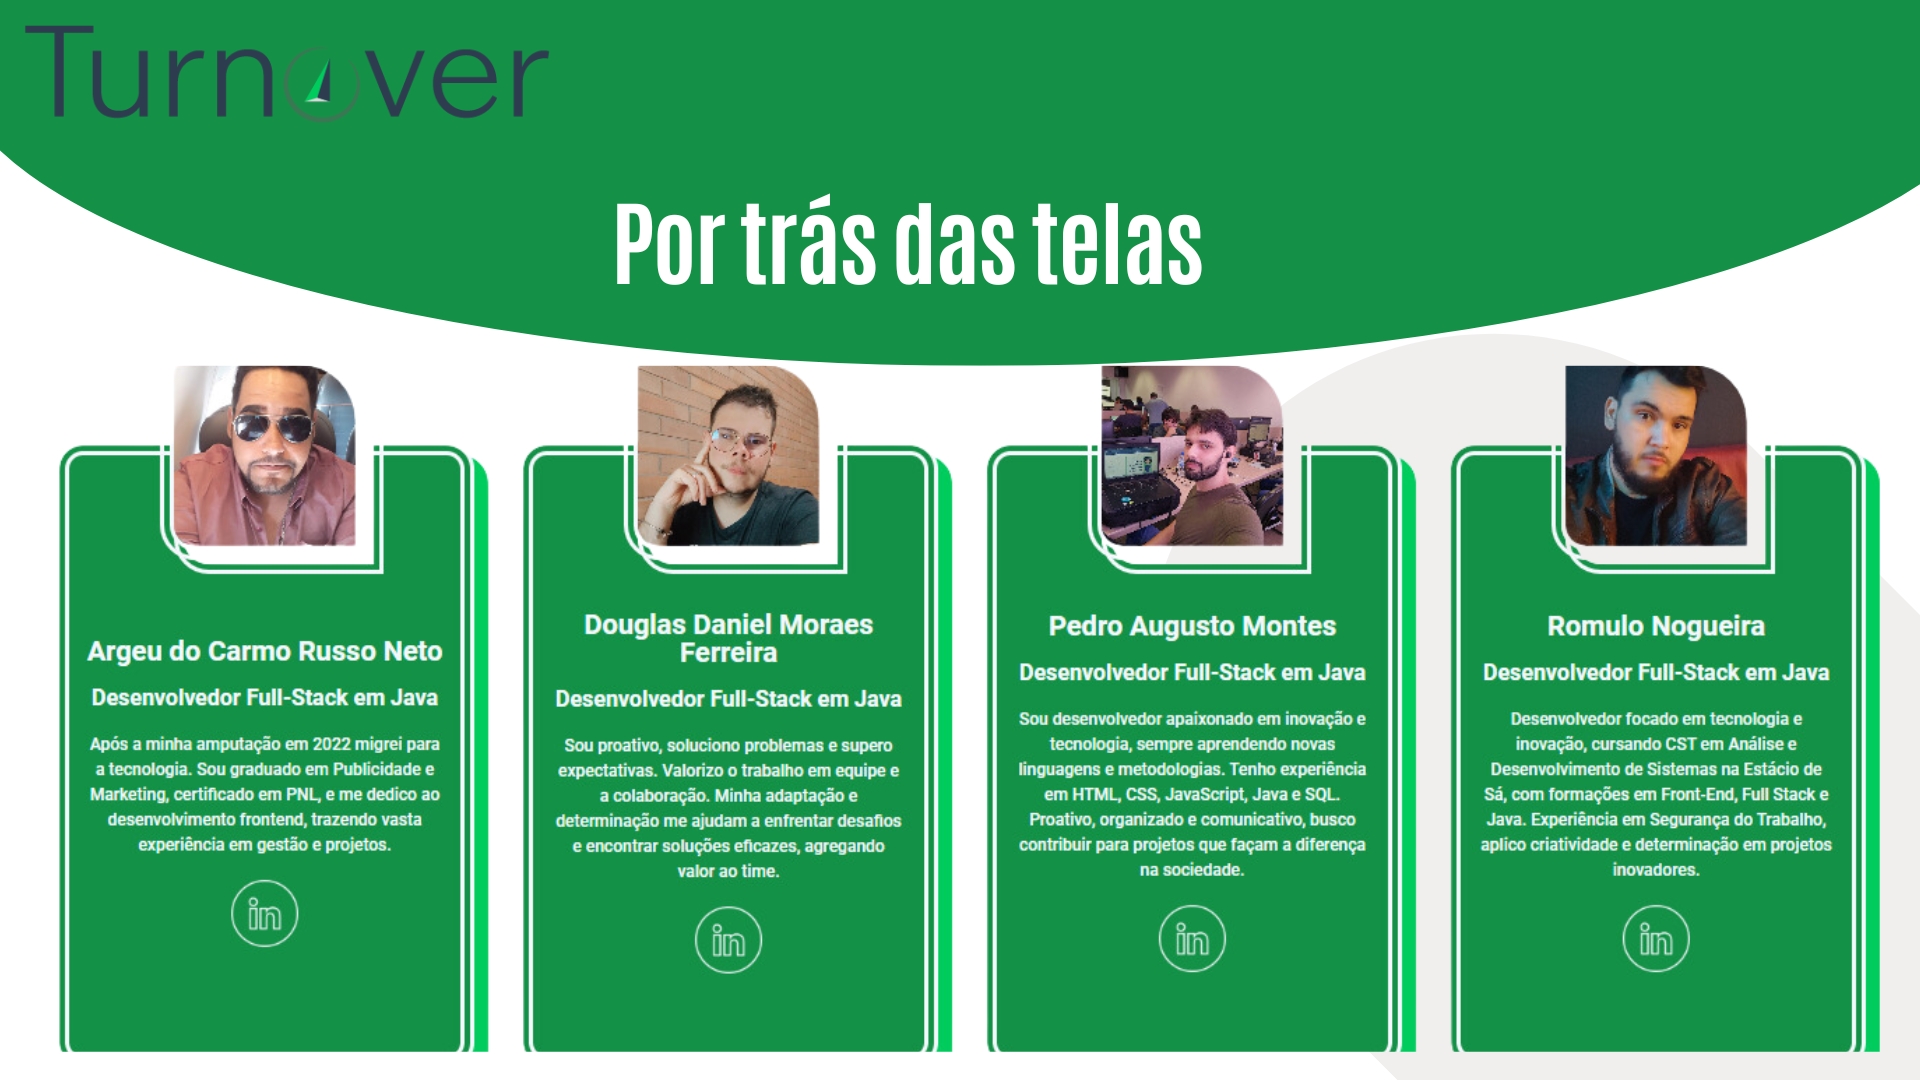 Turnover
Por trás das telas
Argeu do Carmo Russo Neto
Desenvolvedor Full-Stack em Java
Após a minha amputação em 2022 migrei para
a tecnologia. Sou graduado em Publicidade e
Marketing, certificado em PNL, e me dedico ao
desenvolvimento frontend, trazendo vasta
experiência em gestão e projetos.
in
Douglas Daniel Moraes
Ferreira
Desenvolvedor Full-Stack em Java
Sou proativo, soluciono problemas e supero
expectativas. Valorizo o trabalho em equipe e
a colaboração. Minha adaptação e
determinação me ajudam a enfrentar desafios
e encontrar soluções eficazes, agregando
valor ao time.
in
Pedro Augusto Montes
Desenvolvedor Full-Stack em Java
Sou desenvolvedor apaixonado em inovação e
tecnologia, sempre aprendendo novas
linguagens e metodologias. Tenho experiência
em HTML, CSS, JavaScript, Java e SQL.
Proativo, organizado e comunicativo, busco
contribuir para projetos que façam a diferença
na sociedade.
in
Romulo Nogueira
Desenvolvedor Full-Stack em Java
Desenvolvedor focado em tecnologia e
inovação, cursando CST em Análise e
Desenvolvimento de Sistemas na Estácio de
Sá, com formações em Front-End, Full Stack e
Java. Experiência em Segurança do Trabalho,
aplico criatividade e determinação em projetos
inovadores.
in